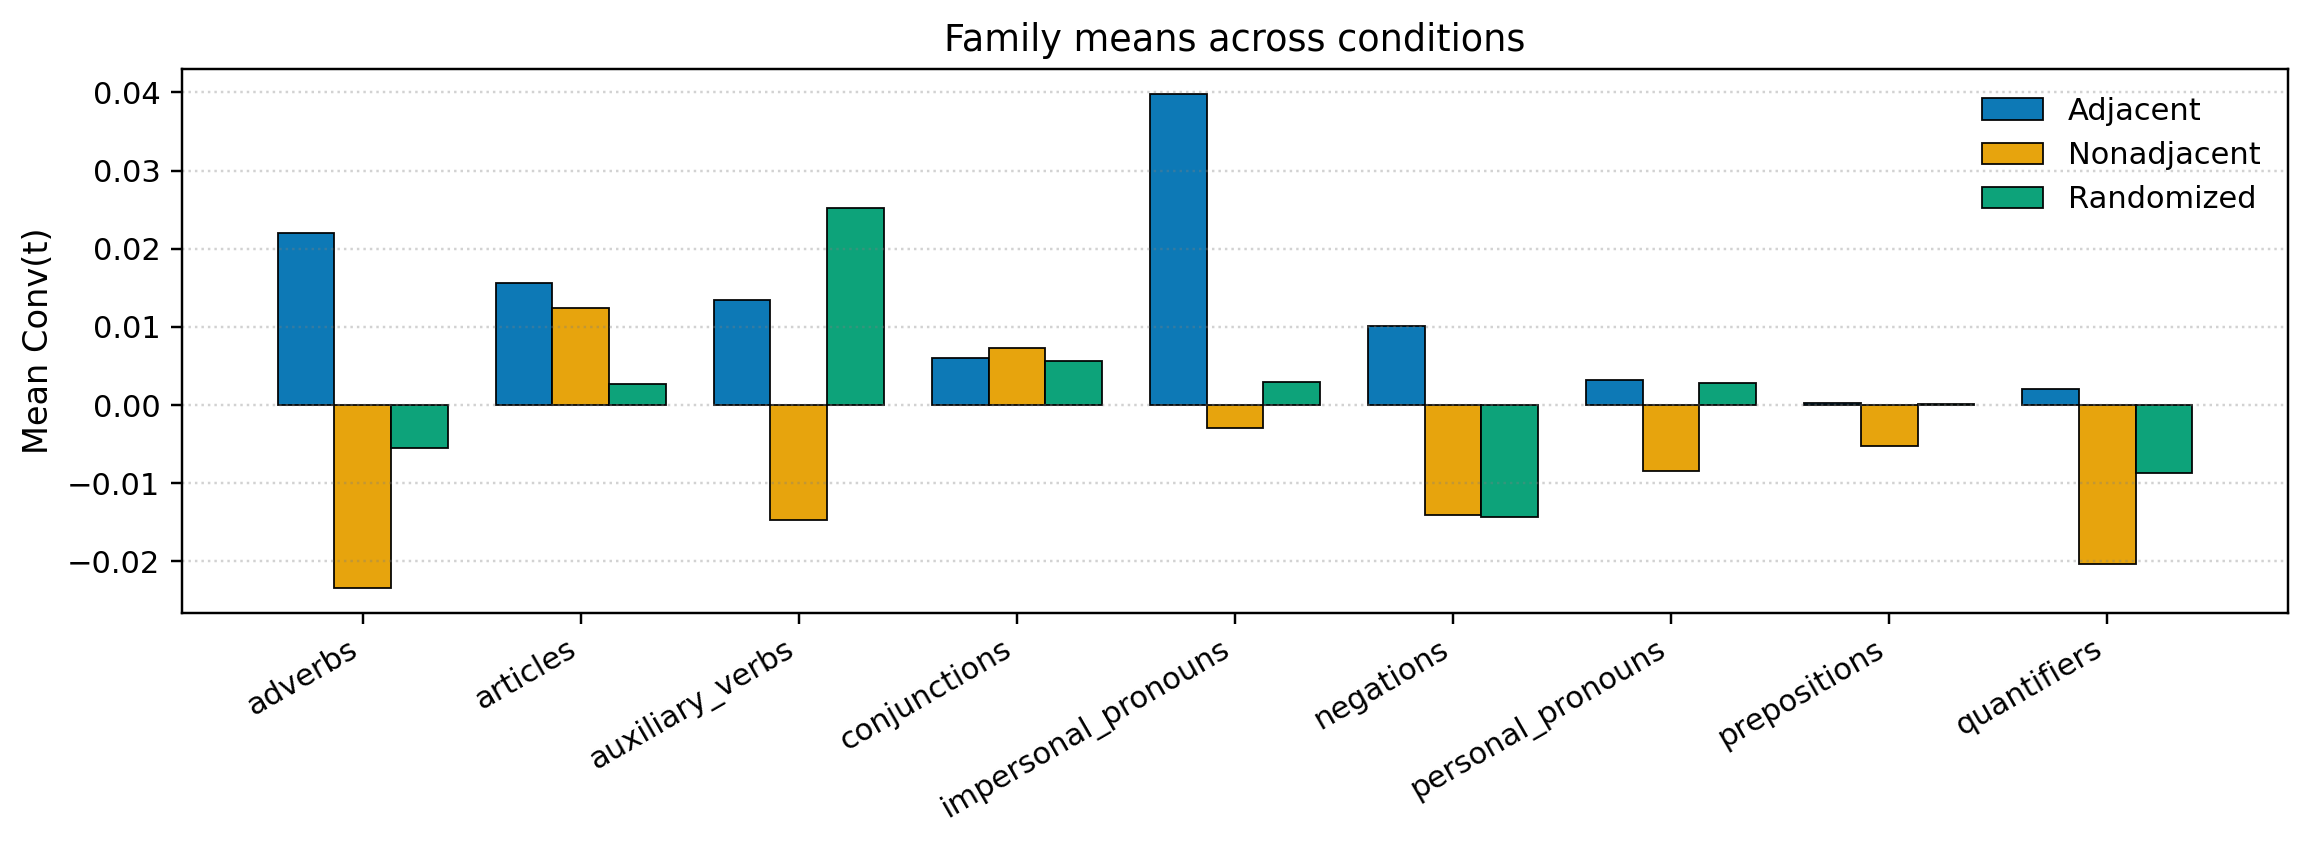 Family means across conditions
Mean Conv(t)
0.04
0.03
0.02
0.01
0.00
−0.01
−0.02
Adjacent
Nonadjacent
Randomized
adverbs
articles
auxiliary_verbs
conjunctions
impersonal_pronouns
negations
personal_pronouns
prepositions
quantifiers